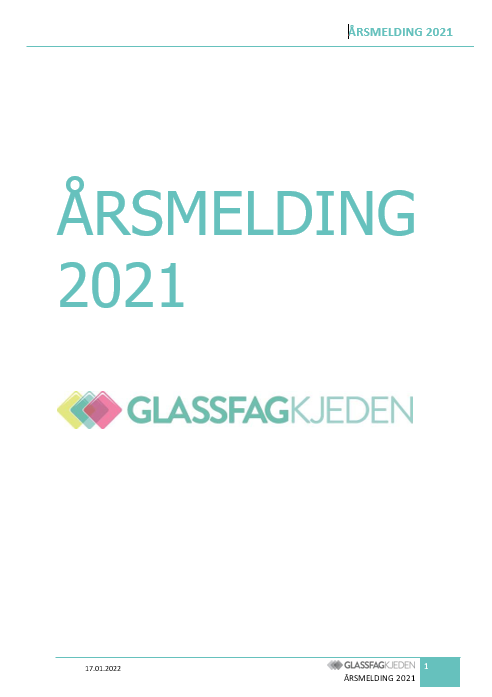 ÅRSMELDING 2021
ÅRSMELDING
2021
GLASSFAGKJEDEN
17.01.2022
GLASSFAGKJEDEN
1
ÅRSMELDING 2021